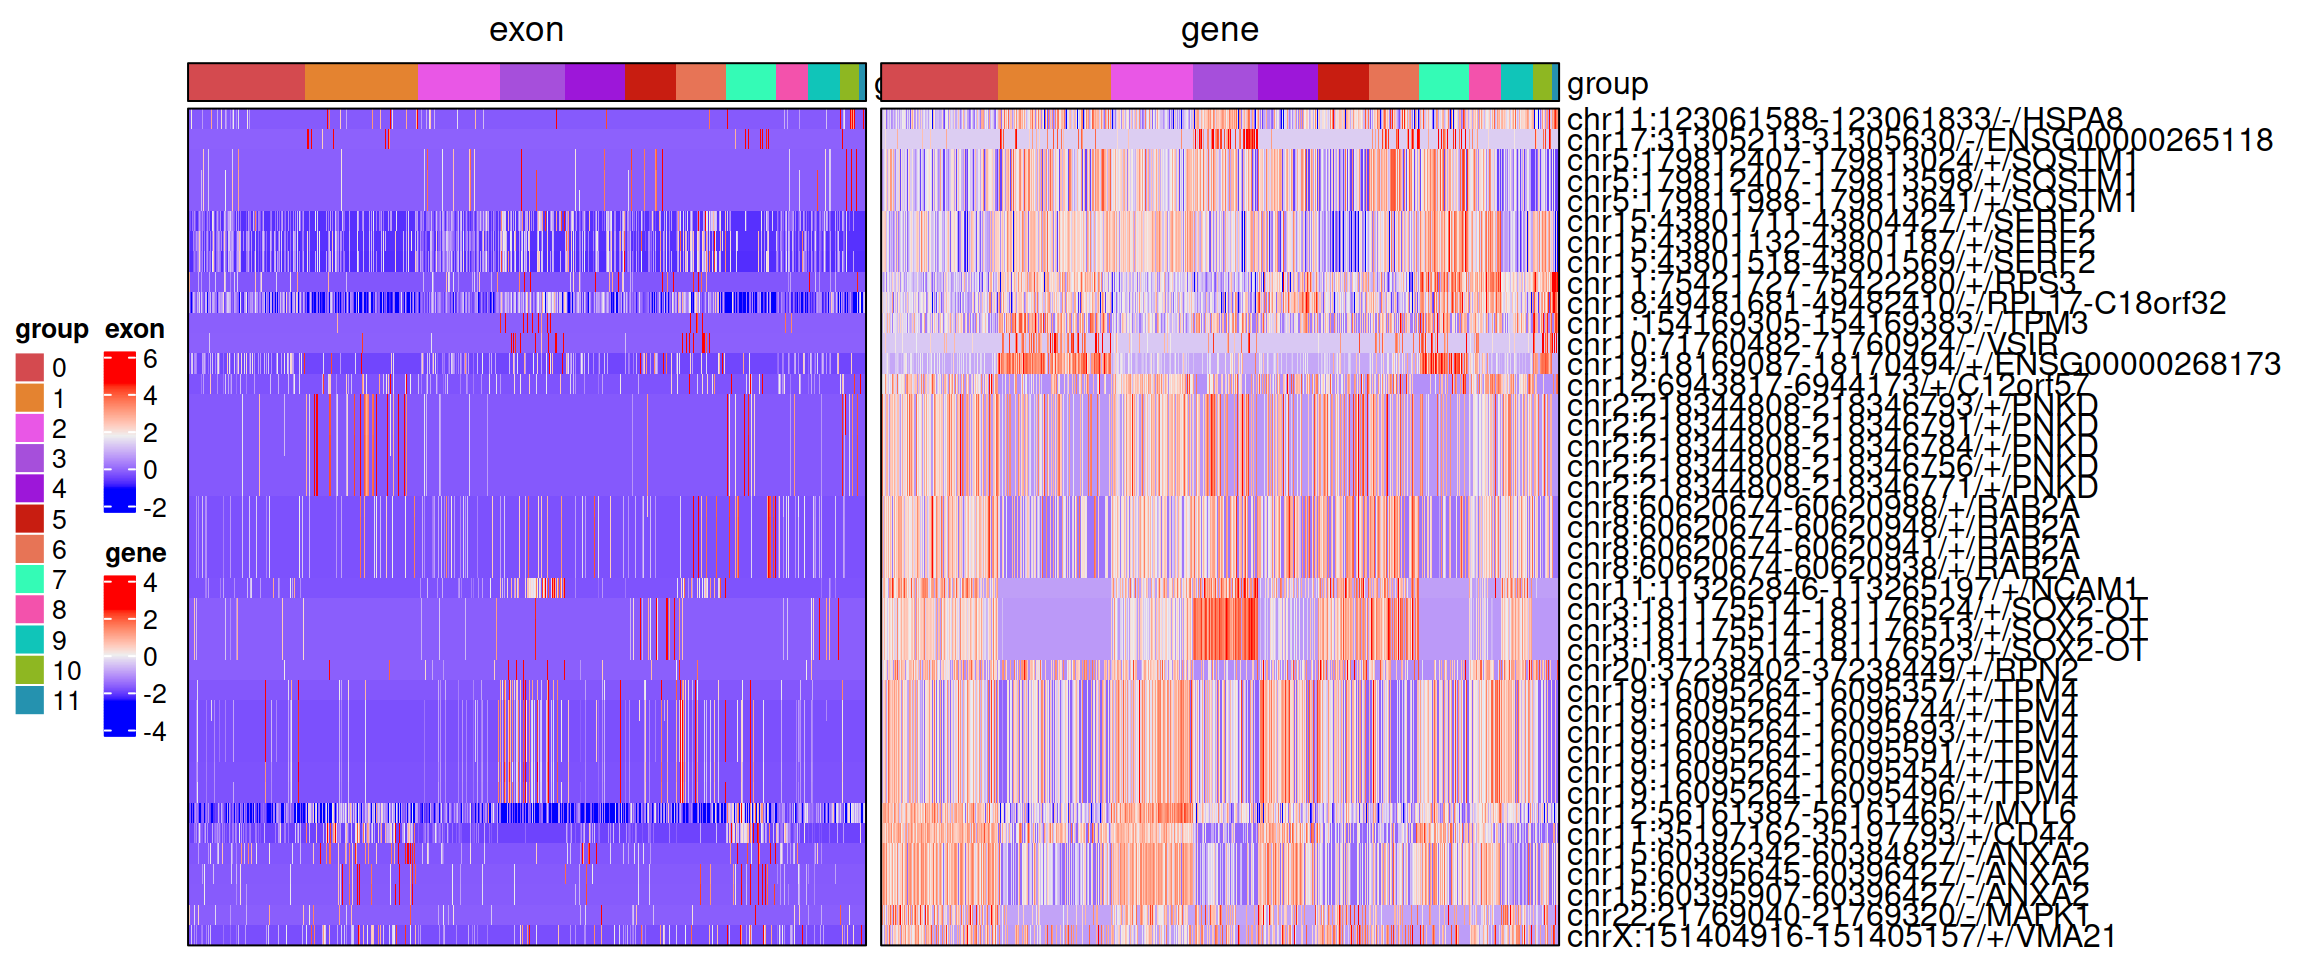 exon gene
group
chr11:123061588-123061833/-/HSPA8
chr17:31305213-31305630/-/ENSG00000265118
chr5:179812407-179813024/+/SQSTM1
chr5:179812407-179813598/+/SQSTM1
chr5:179811988-179813641/+/SQSTM1
chr15:43801711-43804427/+/SERF2
chr15:43801132-43801187/+/SERF2
chr15:43801518-43801569/+/SERF2
chr11:75421727-75422280/+/RPS3
chr18:49481681-49482410/-/RPL17-C18orf32
chr1:154169305-154169383/-/TPM3
chr10:71760482-71760924/-/VSIR
chr19:18169087-18170494/+/ENSG00000268173
chr12:6943817-6944173/+/C12orf57
chr2:218344808-218346793/+/PNKD
chr2:218344808-218346791/+/PNKD
chr2:218344808-218346784/+/PNKD
chr2:218344808-218346756/+/PNKD
chr2:218344808-218346771/+/PNKD
chr8:60620674-60620988/+/RAB2A
chr8:60620674-60620948/+/RAB2A
chr8:60620674-60620941/+/RAB2A
chr8:60620674-60620938/+/RAB2A
chr11:113262846-113265197/+/NCAM1
chr3:181175514-181176524/+/SOX2-OT
chr3:181175514-181176513/+/SOX2-OT
chr3:181175514-181176523/+/SOX2-OT
chr20:37238402-37238449/+/RPN2
chr19:16095264-16095357/+/TPM4
chr19:16095264-16096744/+/TPM4
chr19:16095264-16095893/+/TPM4
chr19:16095264-16095591/+/TPM4
chr19:16095264-16095454/+/TPM4
chr19:16095264-16095496/+/TPM4
chr12:56161387-56161465/+/MYL6
chr11:35197162-35197793/+/CD44
chr15:60382342-60384827/-/ANXA2
chr15:60395645-60396427/-/ANXA2
chr15:60395907-60396427/-/ANXA2
chr22:21769040-21769320/-/MAPK1
chrX:151404916-151405157/+/VMA21
group
0
1
2
3
4
5
6
7
8
9
10
11
exon
6
4
2
0
-2
gene
4
2
0
-2
-4